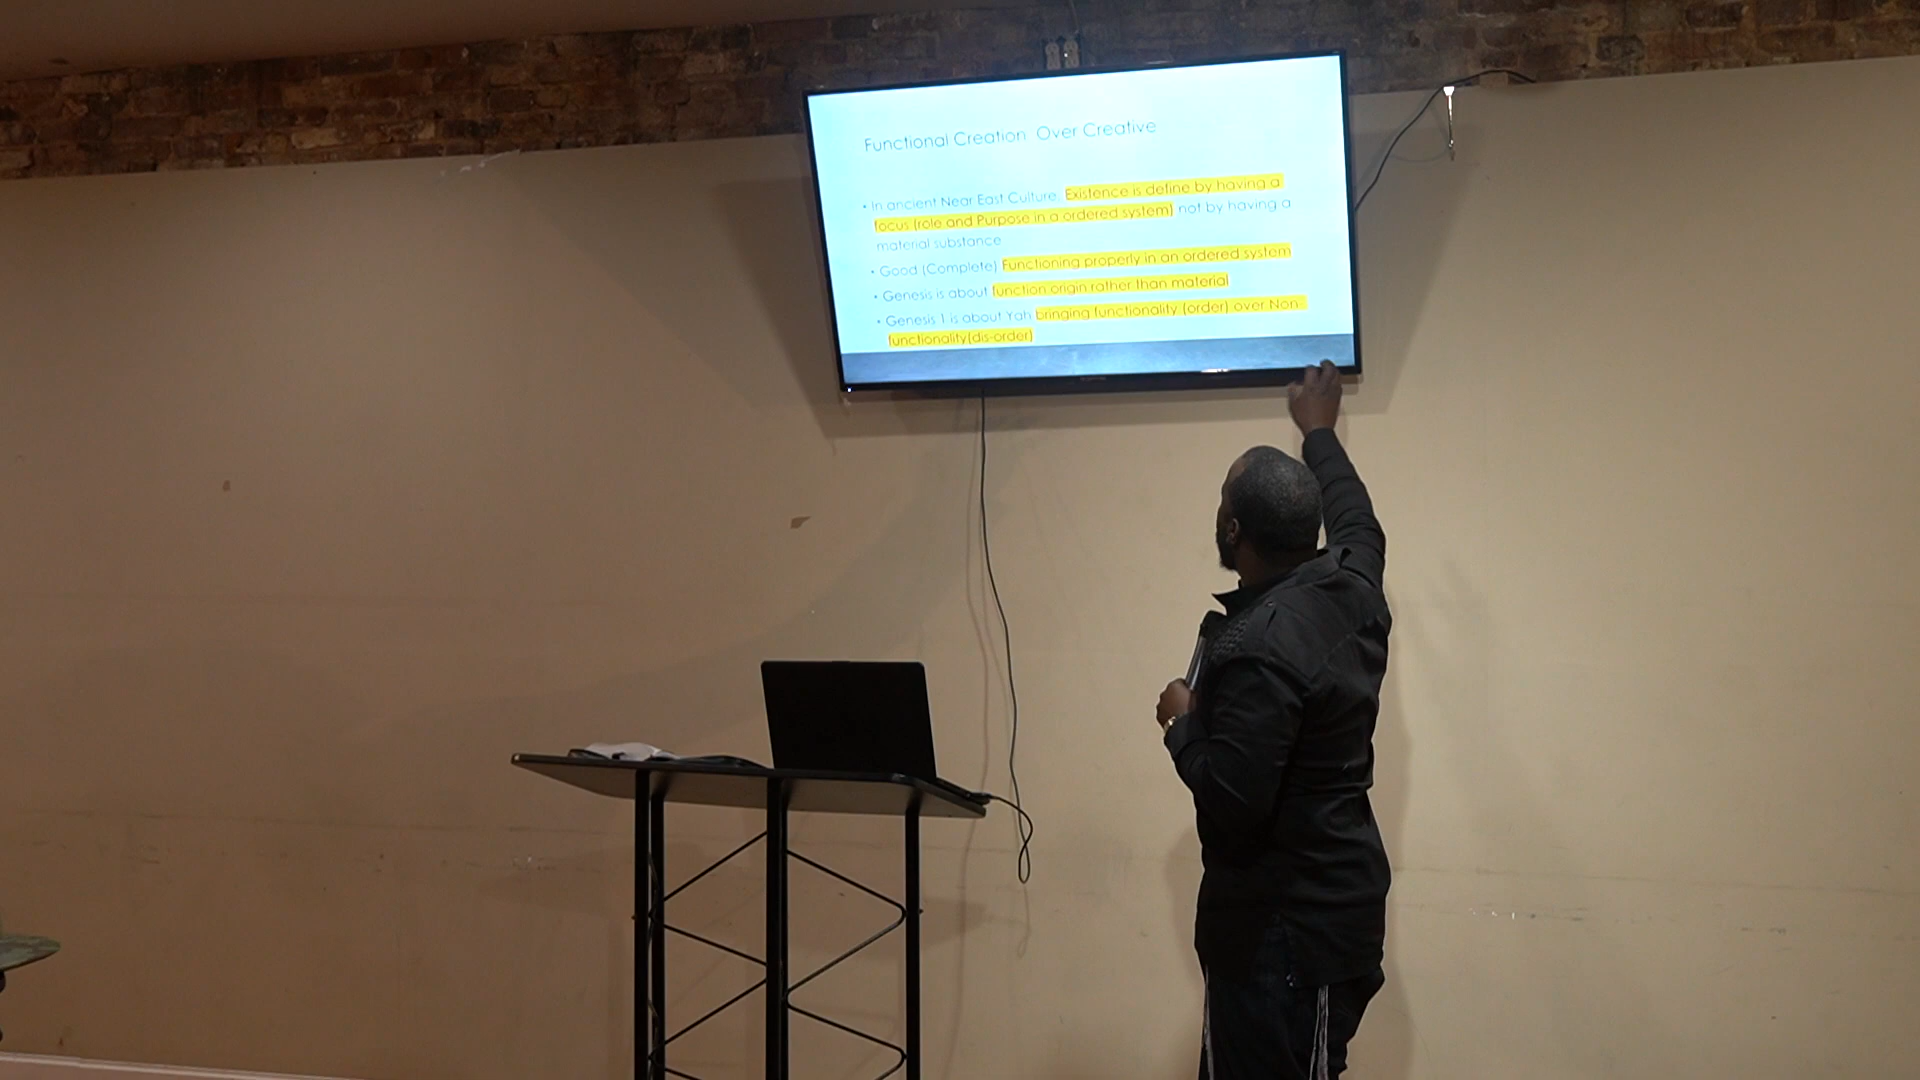 Functional Creation Over Creative
• In ancient Near East Culture: Existence is define by having a
focus (role and Purpose in a ordered system) not by having a
material substance
• Good (Complete) Functioning properly in an ordered system
• Genesis is about function origin rather than material
• Genesis 1 is about Yah bringing functionality (order) over Non-
functionality(dis-order)